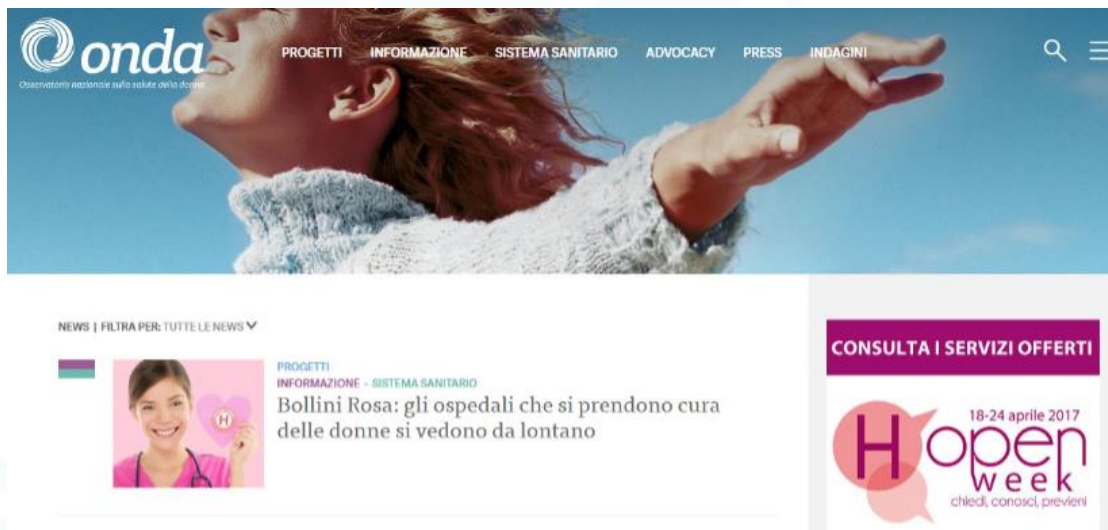 onda
Osservatorio nazionale sulla salute della donna
PROGETTI INFORMAZIONE SISTEMA SANITARIO ADVOCACY PRESS INDAGINI
NEWS | FILTRA PER: TUTTE LE NEWS
PROGETTI
INFORMAZIONE - SISTEMA SANITARIO
Bollini Rosa: gli ospedali che si prendono cura
delle donne si vedono da lontano
H
CONSULTA I SERVIZI OFFERTI
18-24 aprile 2017
H open
week
chiedi, conosci, previeni